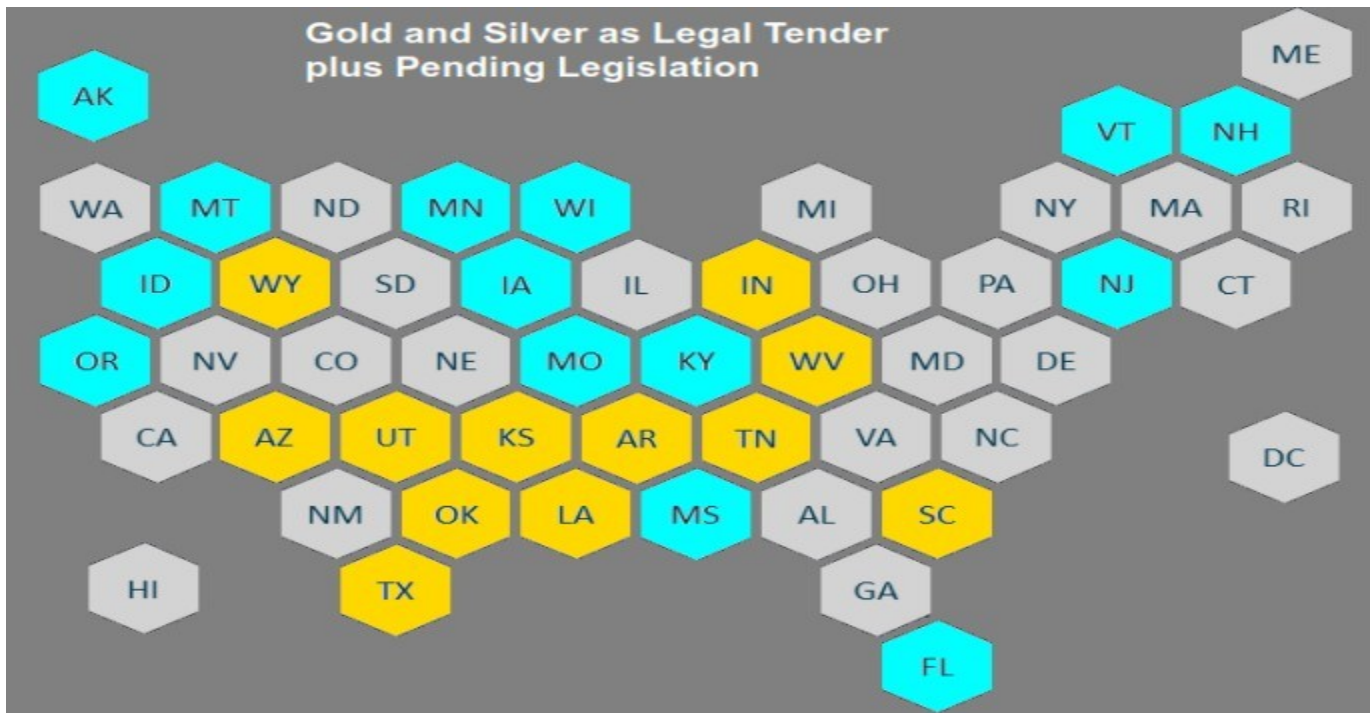 Gold and Silver as Legal Tender
plus Pending Legislation
ME
AK
VT NH
WA MT ND MN WI MI NY MA RI
ID WY SD IA IL IN OH PA NJ CT
OR NV CO NE MO KY WV MD DE
CA AZ UT KS AR TN VA NC
DC
NM OK LA MS AL SC
HI TX GA
FL